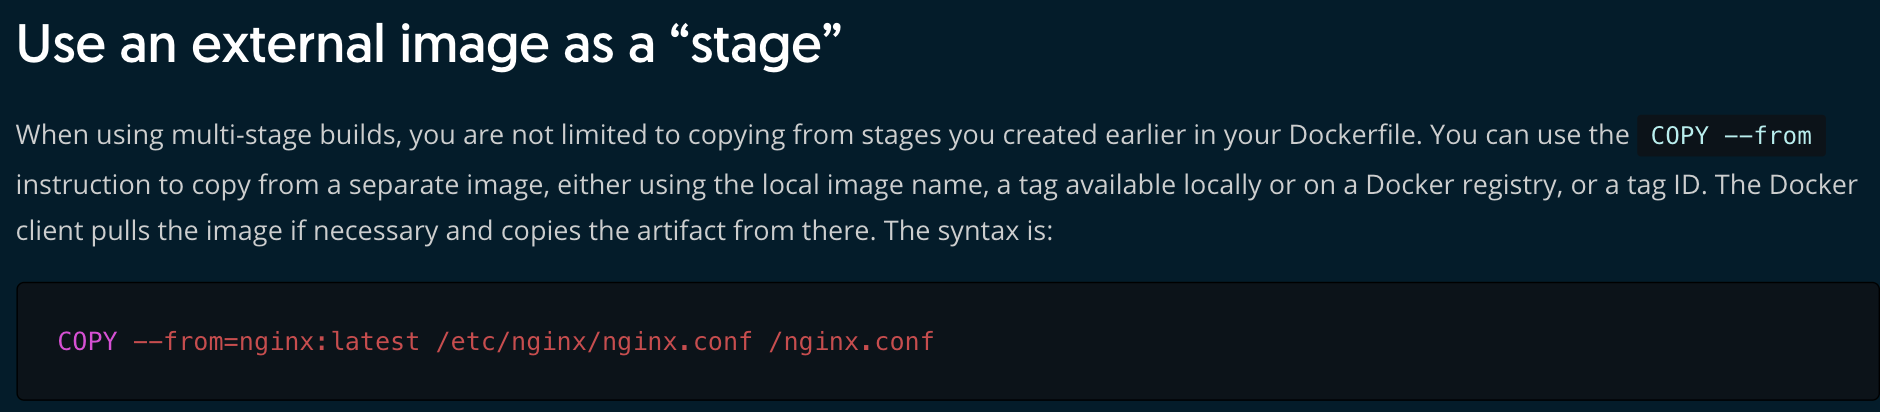 Use an external image as a “stage”
When using multi-stage builds, you are not limited to copying from stages you created earlier in your Dockerfile. You can use the COPY --from
instruction to copy from a separate image, either using the local image name, a tag available locally or on a Docker registry, or a tag ID. The Docker
client pulls the image if necessary and copies the artifact from there. The syntax is:
COPY --from=nginx:latest /etc/nginx/nginx.conf /nginx.conf